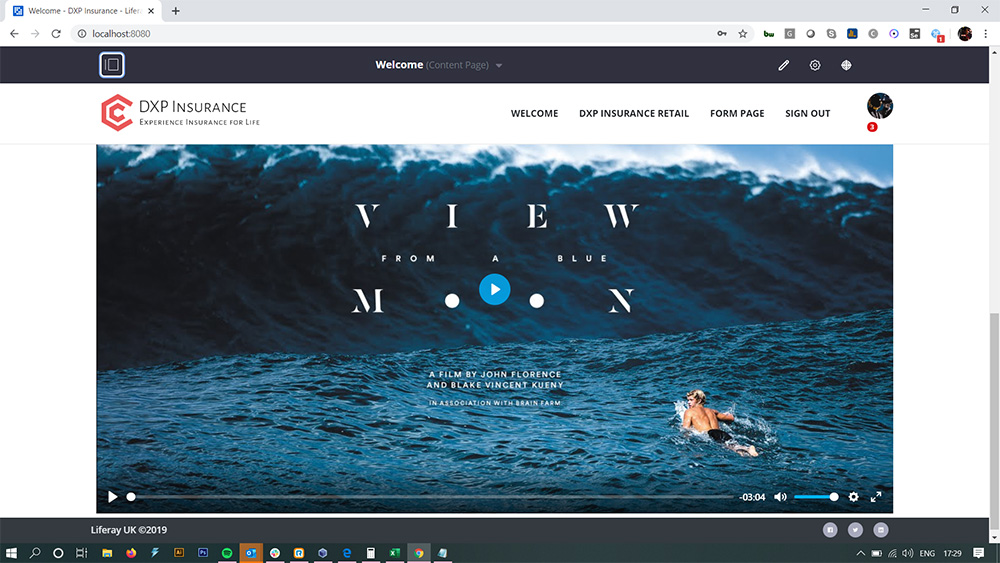 Welcome - DXP Insurance - Lifer
localhost:8080
1
Welcome (Content Page)
DXP INSURANCE
EXPERIENCE INSURANCE FOR LIFE
WELCOME DXP INSURANCE RETAIL FORM PAGE SIGN OUT
3
VIEW
FROM A BLUE
MOON
A FILM BY JOHN FLORENCE
AND BLAKE VINCENT KUENY
IN ASSOCIATION WITH BRAIN FARM
-03:04
Liferay UK ©2019
ENG 17:29